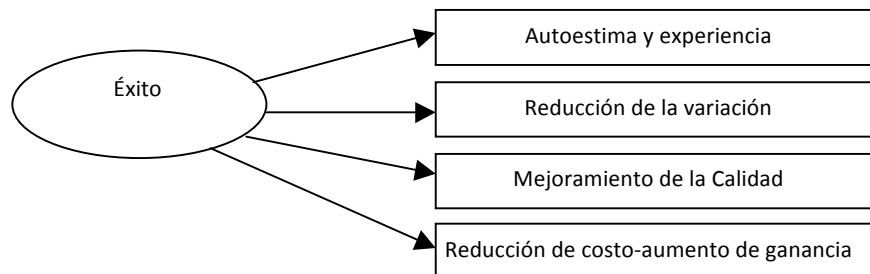 Éxito
Autoestima y experiencia
Reducción de la variación
Mejoramiento de la Calidad
Reducción de costo-aumento de ganancia